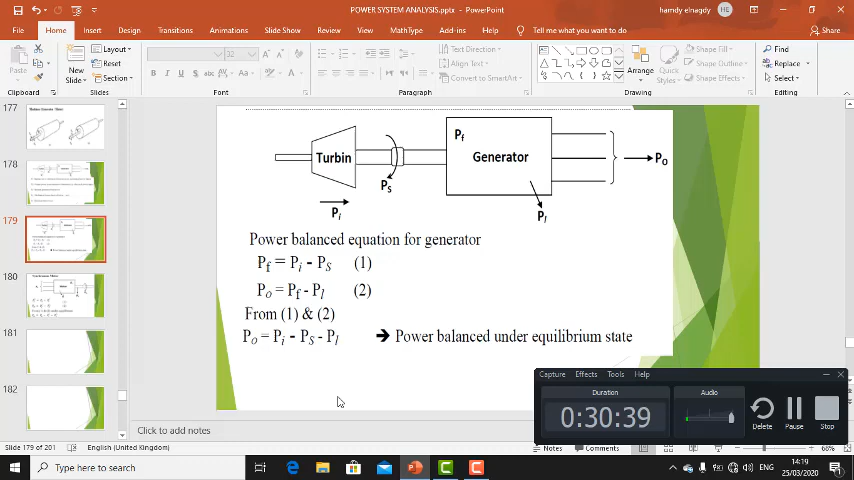 POWER SYSTEM ANALYSIS.pptx - PowerPoint
hamdy elnagdy
HE
File Home Insert Design Transitions Animations Slide Show Review View MathType Add-ins Help Tell me what you want to do Share
Paste
New Slides
Layout
Reset
Section
32
Text Direction
Align Text
Convert to SmartArt
Arrange
Quick Styles
Shape Fill
Shape Outline
Shape Effects
Find
Replace
Select
Clipboard Slides Font Paragraph Drawing Editing
177
178
179
180
181
182
Turbin
Ps
Pi
Pf
Generator
Pl
Po
Power balanced equation for generator
Pf = Pi - PS (1)
Po = Pf - Pl (2)
From (1) & (2)
Po = Pi - PS - Pl ➔ Power balanced under equilibrium state
Capture Effects Tools Help
Duration
0:30:39
Audio
Delete
Pause
Stop
Click to add notes
Slide 179 of 201 English (United Kingdom) Notes Comments 68%
Type here to search
ENG
14:19
25/03/2020